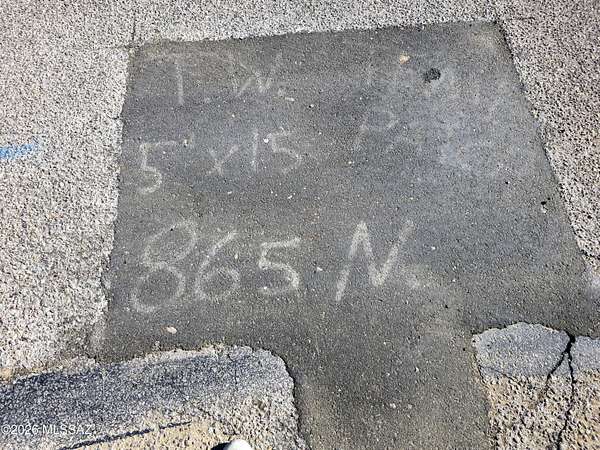 T.W.
5' x 15
865 N.
©2026 MLSSAZ